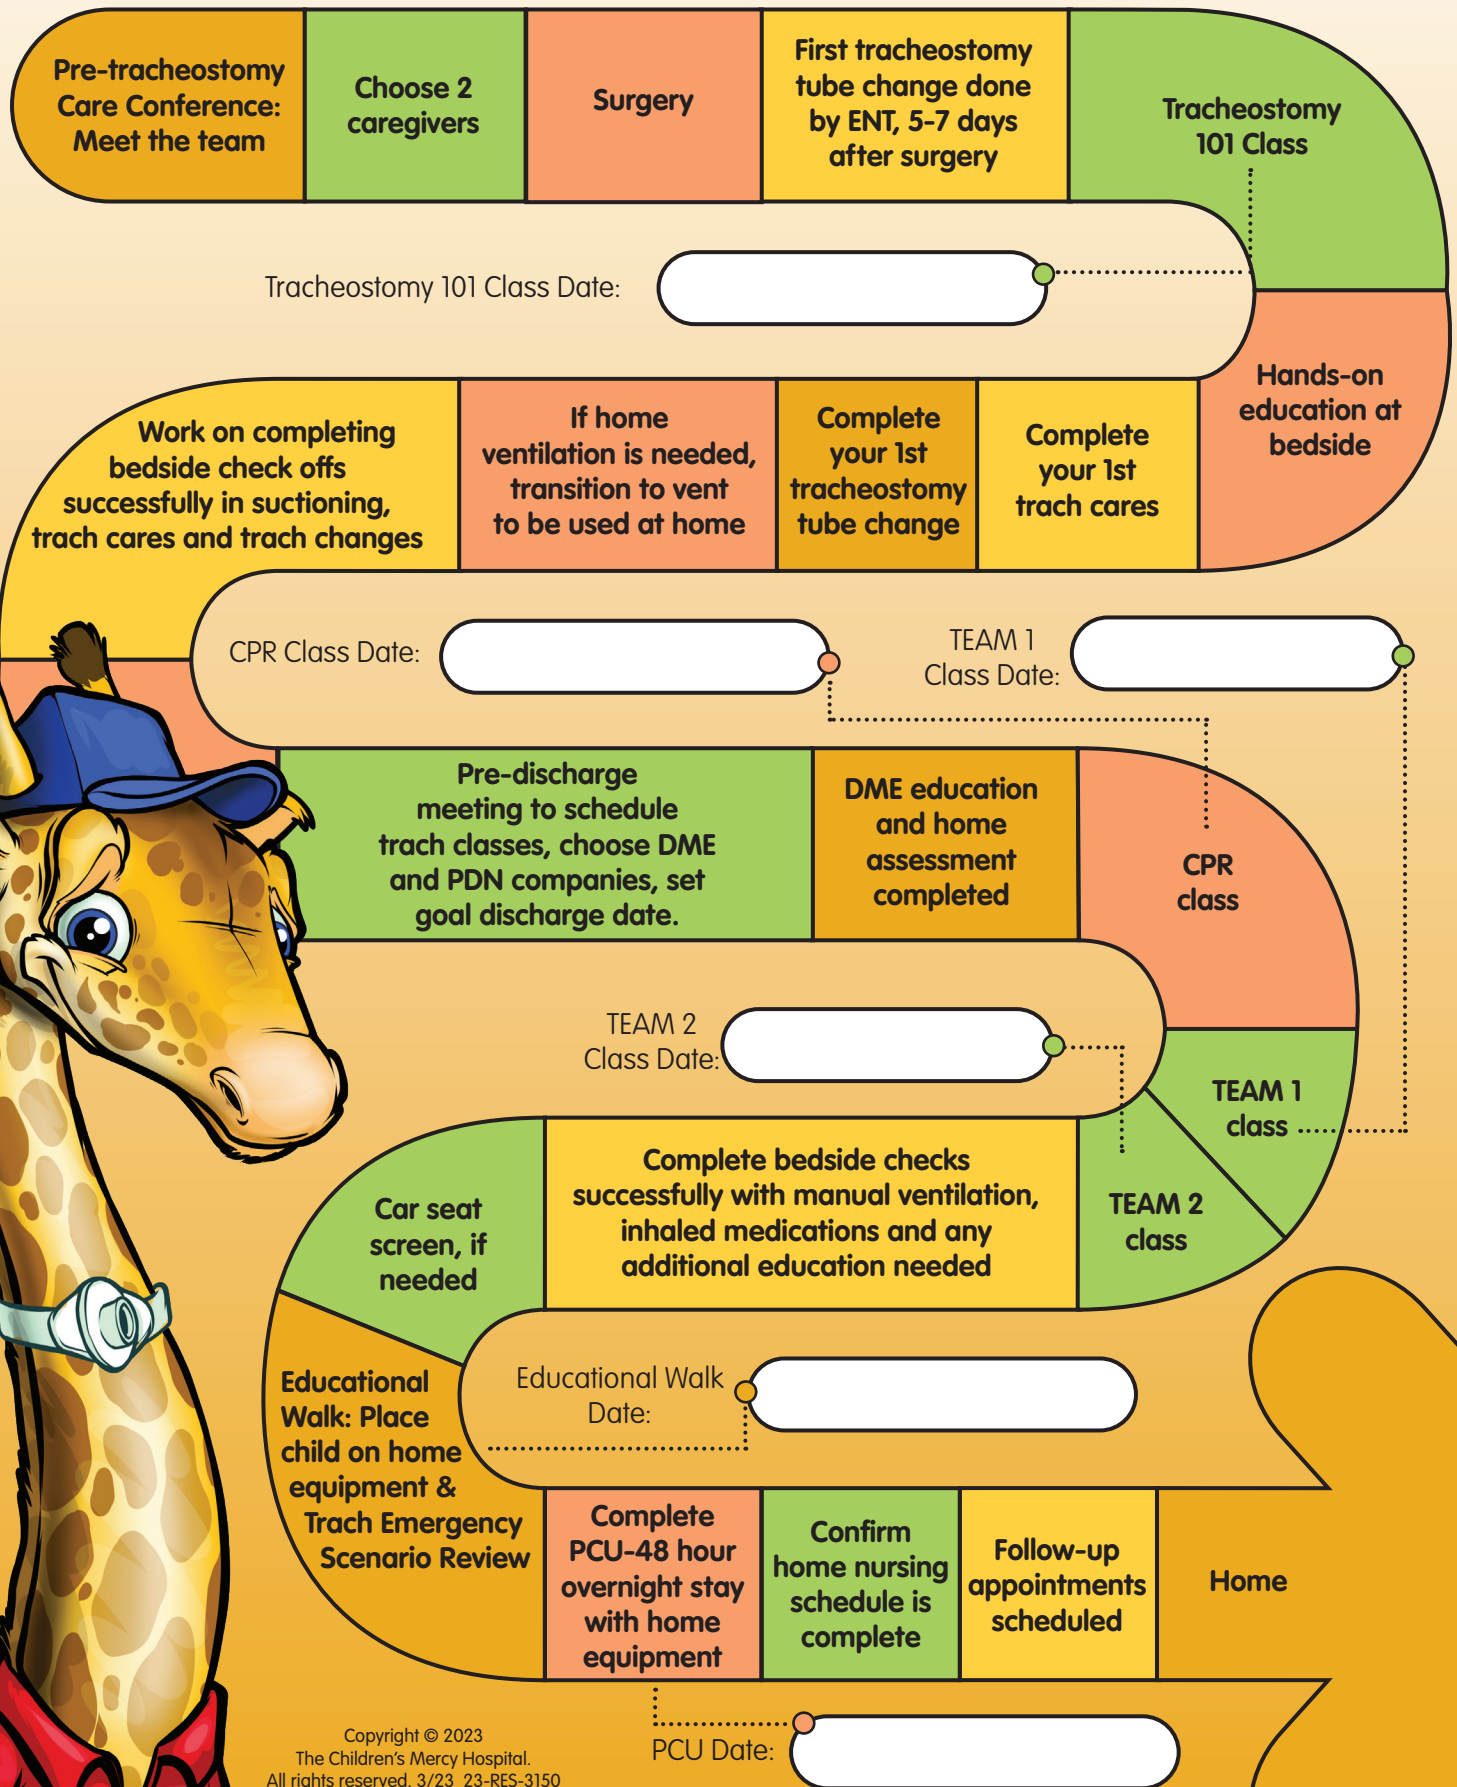 Pre-tracheostomy
Care Conference:
Meet the team
Choose 2
caregivers
Surgery
First tracheostomy
tube change done
by ENT, 5-7 days
after surgery
Tracheostomy
101 Class
Tracheostomy 101 Class Date:
Hands-on
education at
bedside
Complete
your 1st
trach cares
Complete
your 1st
tracheostomy
tube change
If home
ventilation is needed,
transition to vent
to be used at home
Work on completing
bedside check offs
successfully in suctioning,
trach cares and trach changes
CPR Class Date:
TEAM 1
Class Date:
Pre-discharge
meeting to schedule
trach classes, choose DME
and PDN companies, set
goal discharge date.
DME education
and home
assessment
completed
CPR
class
TEAM 1
class
TEAM 2
Class Date:
TEAM 2
class
Complete bedside checks
successfully with manual ventilation,
inhaled medications and any
additional education needed
Car seat
screen, if
needed
Educational
Walk: Place
child on home
equipment &
Trach Emergency
Scenario Review
Educational Walk
Date:
Complete
PCU-48 hour
overnight stay
with home
equipment
Confirm
home nursing
schedule is
complete
Follow-up
appointments
scheduled
Home
PCU Date:
Copyright © 2023
The Children's Mercy Hospital.
All rights reserved. 3/23 23-RES-3150